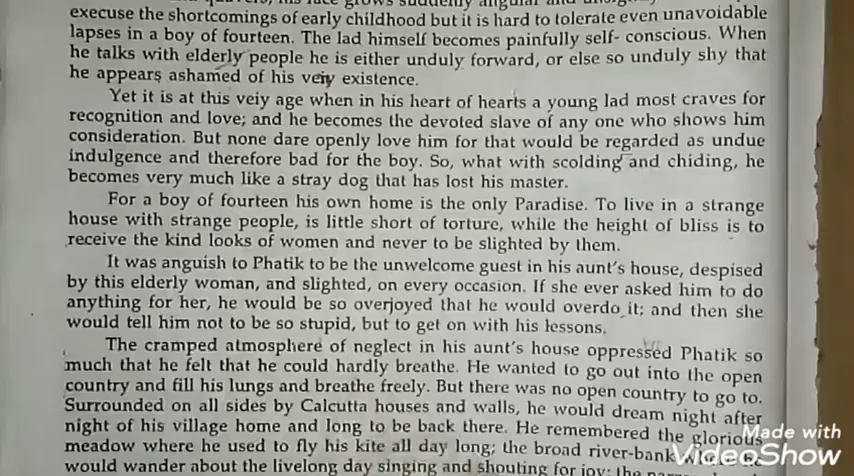 execuse the shortcomings of early childhood but it is hard to tolerate even unavoidable
lapses in a boy of fourteen. The lad himself becomes painfully self- conscious. When
he talks with elderly people he is either unduly forward, or else so unduly shy that
he appears ashamed of his veiy existence.
Yet it is at this veiy age when in his heart of hearts a young lad most craves for
recognition and love; and he becomes the devoted slave of any one who shows him
consideration. But none dare openly love him for that would be regarded as undue
indulgence and therefore bad for the boy. So, what with scolding and chiding, he
becomes very much like a stray dog that has lost his master.
For a boy of fourteen his own home is the only Paradise. To live in a strange
house with strange people, is little short of torture, while the height of bliss is to
receive the kind looks of women and never to be slighted by them.
It was anguish to Phatik to be the unwelcome guest in his aunt's house, despised
by this elderly woman, and slighted, on every occasion. If she ever asked him to do
anything for her, he would be so overjoyed that he would overdo it; and then she
would tell him not to be so stupid, but to get on with his lessons.
The cramped atmosphere of neglect in his aunt's house oppressed Phatik so
much that he felt that he could hardly breathe. He wanted to go out into the open
country and fill his lungs and breathe freely. But there was no open country to go to.
Surrounded on all sides by Calcutta houses and walls, he would dream night after
night of his village home and long to be back there. He remembered the glorious
meadow where he used to fly his kite all day long; the broad river-bank
would wander about the livelong day singing and shouting for joy; the
Made with
VideoShow